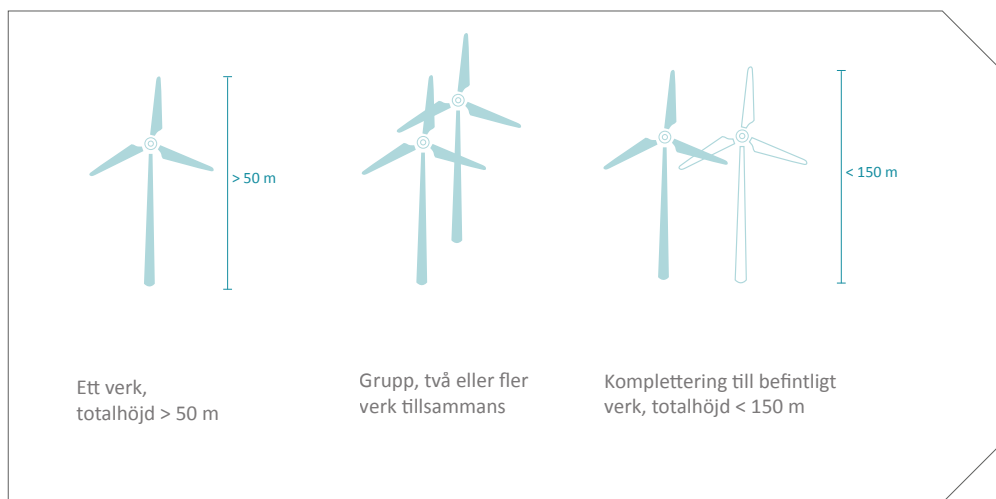 > 50 m
< 150 m
Ett verk,
totalhöjd > 50 m
Grupp, två eller fler
verk tillsammans
Komplettering till befintligt
verk, totalhöjd < 150 m